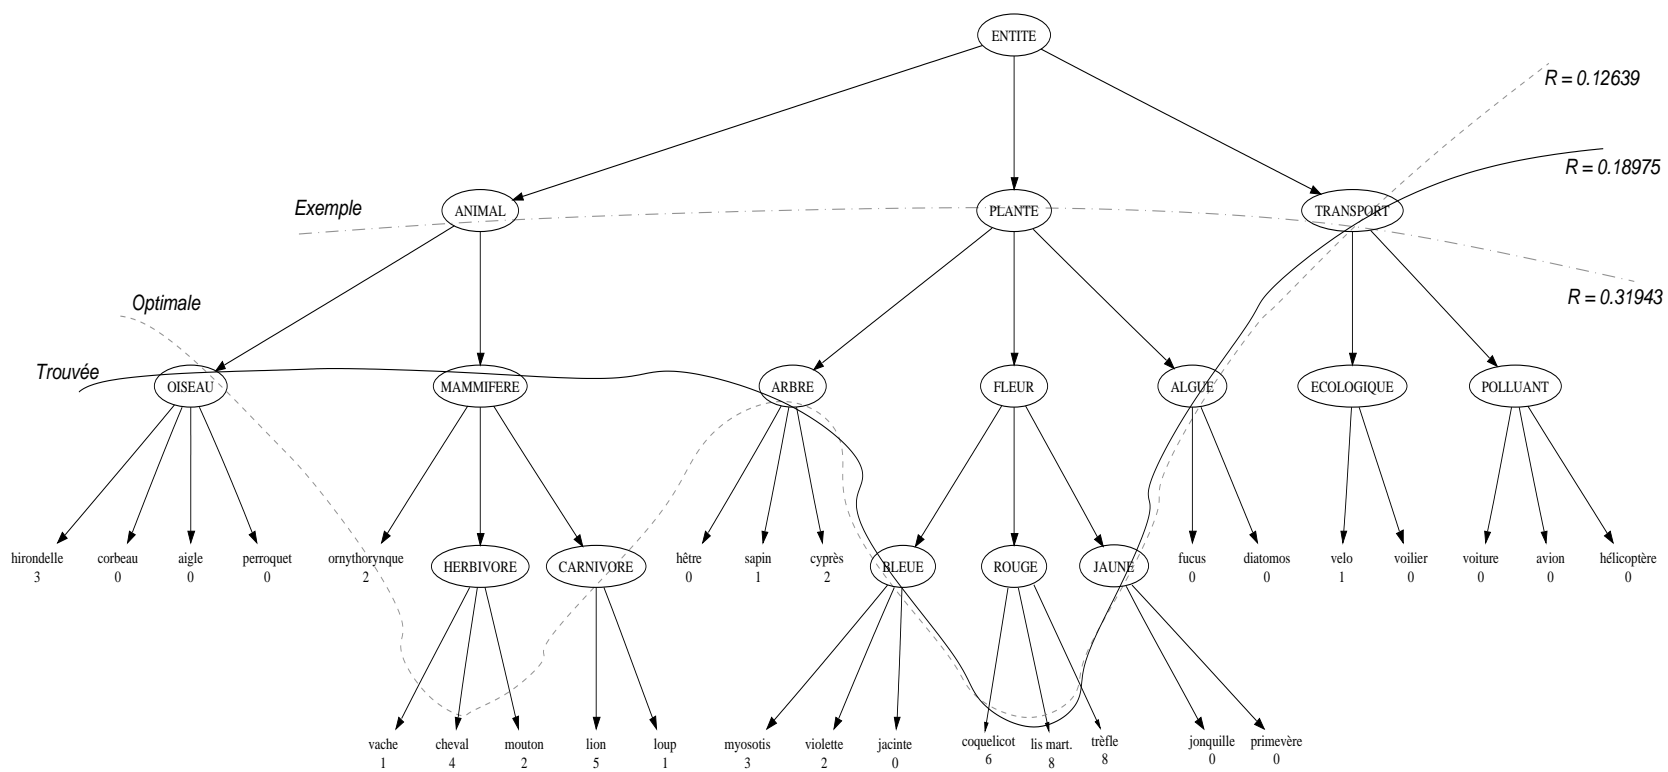 ENTITE
R = 0.12639
R = 0.18975
Exemple
ANIMAL
PLANTE
TRANSPORT
R = 0.31943
Optimale
Trouvée
OISEAU
MAMMIFERE
ARBRE
FLEUR
ALGUE
ECOLOGIQUE
POLLUANT
hirondelle
3
corbeau
0
aigle
0
perroquet
0
ornythorynque
2
HERBIVORE
CARNIVORE
hêtre
0
sapin
1
cyprès
2
BLEUE
ROUGE
JAUNE
fucus
0
diatomos
0
velo
1
voilier
0
voiture
0
avion
0
hélicoptère
0
vache
1
cheval
4
mouton
2
lion
5
loup
1
myosotis
3
violette
2
jacinte
0
coquelicot
6
lis mart.
8
trèfle
8
jonquille
0
primevère
0